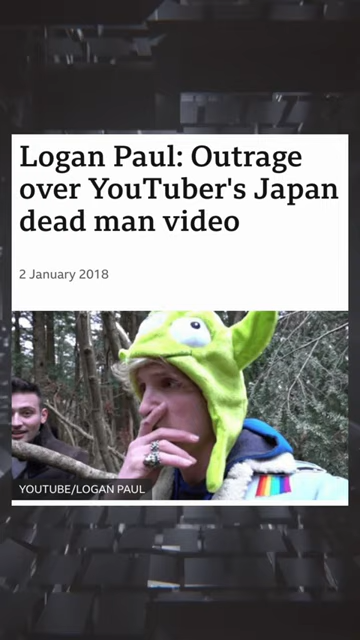 Logan Paul: Outrage
over YouTuber's Japan
dead man video
2 January 2018
YOUTUBE/LOGAN PAUL